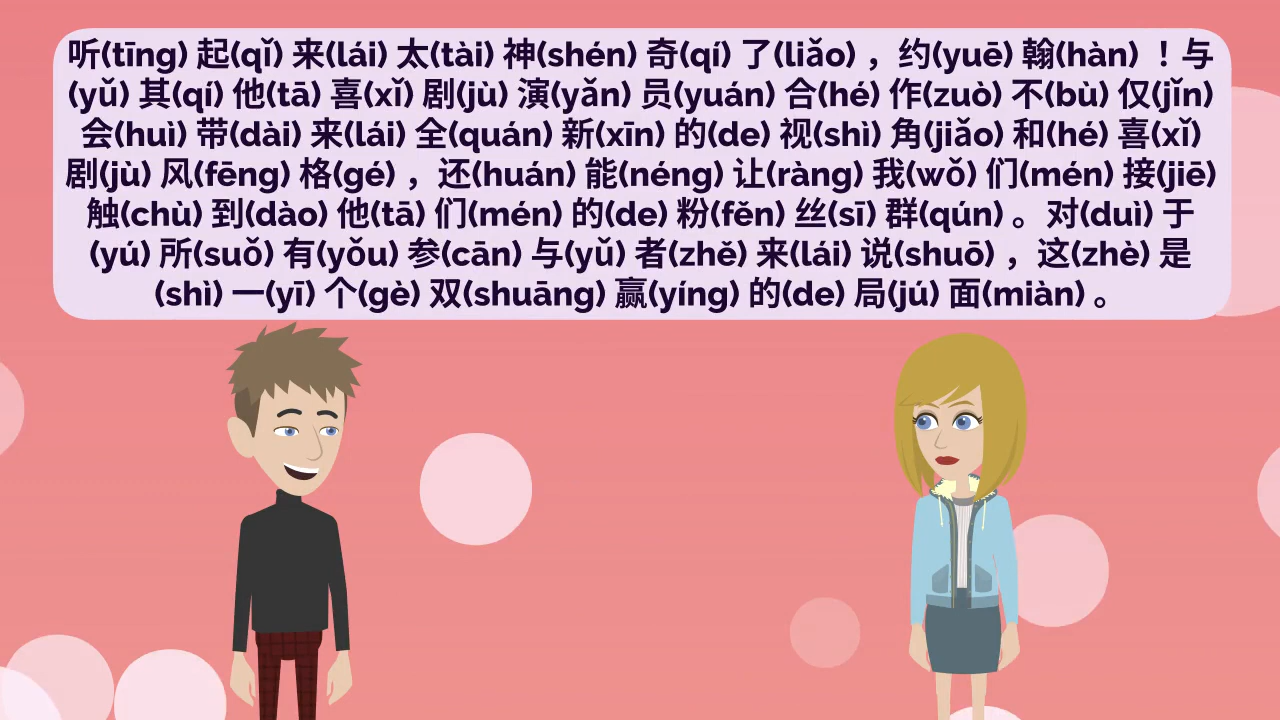 听(tīng) 起(qǐ) 来(lái) 太(tài) 神(shén) 奇(qí) 了(liǎo) ，约(yuē) 翰(hàn) ！与
(yǔ) 其(qí) 他(tā) 喜(xǐ) 剧(jù) 演(yǎn) 员(yuán) 合(hé) 作(zuò) 不(bù) 仅(jǐn)
会(huì) 带(dài) 来(lái) 全(quán) 新(xīn) 的(de) 视(shì) 角(jiǎo) 和(hé) 喜(xǐ)
剧(jù) 风(fēng) 格(gé) ，还(huán) 能(néng) 让(ràng) 我(wǒ) 们(mén) 接(jiē)
触(chù) 到(dào) 他(tā) 们(mén) 的(de) 粉(fěn) 丝(sī) 群(qún) 。对(duì) 于
(yú) 所(suǒ) 有(yǒu) 参(cān) 与(yǔ) 者(zhě) 来(lái) 说(shuō) ，这(zhè) 是
(shì) 一(yī) 个(gè) 双(shuāng) 赢(yíng) 的(de) 局(jú) 面(miàn) 。